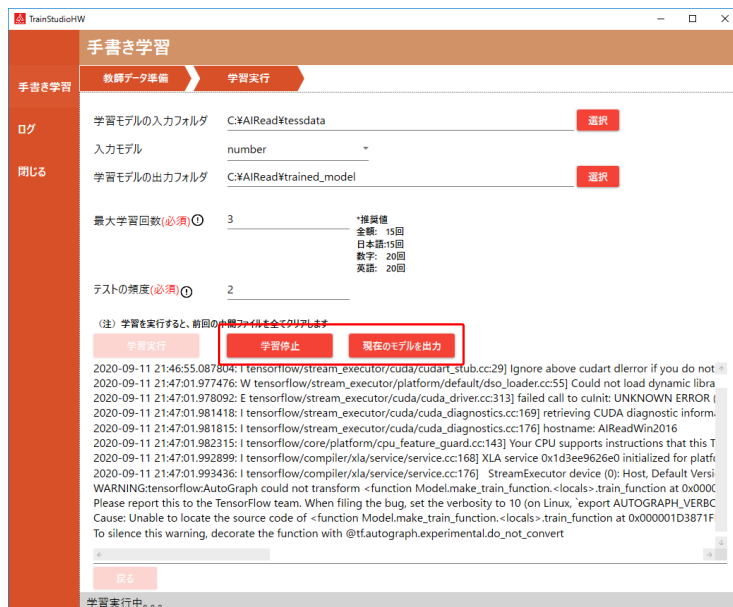 TrainStudioHW
手書き学習
手書き学習
ログ
閉じる
教師データ準備
学習実行
学習モデルの入力フォルダ C:¥AIRead¥tessdata 選択
入力モデル number
学習モデルの出力フォルダ C:¥AIRead¥trained_model 選択
最大学習回数(必須) 3
*推奨値
金額: 15回
日本語:15回
数字: 20回
英語: 20回
テストの頻度(必須) 2
(注) 学習を実行すると、前回の中間ファイルを全てクリアします
学習実行 学習停止 現在のモデルを出力
2020-09-11 21:46:55.087804: I tensorflow/stream_executor/cuda/cudart_stub.cc:29] Ignore above cudart dlerror if you do not
2020-09-11 21:47:01.977476: W tensorflow/stream_executor/platform/default/dso_loader.cc:55] Could not load dynamic libra
2020-09-11 21:47:01.978092: E tensorflow/stream_executor/cuda/cuda_driver.cc:313] failed call to cuInit: UNKNOWN ERROR (
2020-09-11 21:47:01.981418: I tensorflow/stream_executor/cuda/cuda_diagnostics.cc:169] retrieving CUDA diagnostic informa
2020-09-11 21:47:01.981815: I tensorflow/stream_executor/cuda/cuda_diagnostics.cc:176] hostname: AIReadWin2016
2020-09-11 21:47:01.982315: I tensorflow/core/platform/cpu_feature_guard.cc:143] Your CPU supports instructions that this T
2020-09-11 21:47:01.992899: I tensorflow/compiler/xla/service/service.cc:168] XLA service 0x1d3ee9626e0 initialized for platfo
2020-09-11 21:47:01.993436: I tensorflow/compiler/xla/service/service.cc:176] StreamExecutor device (0): Host, Default Versi
WARNING:tensorflow:AutoGraph could not transform <function Model.make_train_function.<locals>.train_function at 0x0000
Please report this to the TensorFlow team. When filing the bug, set the verbosity to 10 (on Linux, `export AUTOGRAPH_VERBO
Cause: Unable to locate the source code of <function Model.make_train_function.<locals>.train_function at 0x000001D3871F
To silence this warning, decorate the function with @tf.autograph.experimental.do_not_convert
戻る
学習実行中。。。